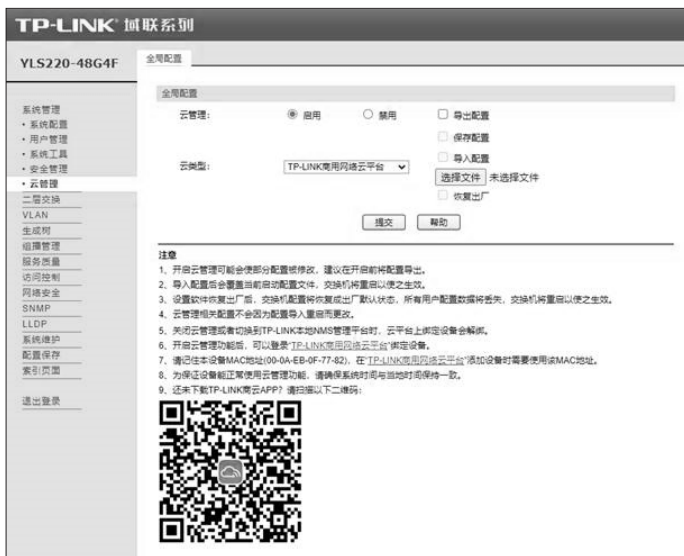 TP-LINK 域联系列
YLS220-48G4F
全局配置
系统管理
• 系统配置
• 用户管理
• 系统工具
• 安全管理
• 云管理
二层交换
VLAN
生成树
组播管理
服务质量
访问控制
网络安全
SNMP
LLDP
系统维护
配置保存
索引页面
退出登录
全局配置
云管理: 启用 禁用 导出配置
保存配置
云类型: TP-LINK商用网络云平台 导入配置
选择文件 未选择文件
恢复出厂
提交 帮助
注意
1、开启云管理可能会使部分配置被修改，建议在开启前将配置导出。
2、导入配置后会覆盖当前启动配置文件，交换机将重启以使之生效。
3、设置软件恢复出厂后，交换机配置将恢复成出厂默认状态，所有用户配置数据将丢失，交换机将重启以使之生效。
4、云管理相关配置不会因为配置导入重启而更改。
5、关闭云管理或者切换到TP-LINK本地NMS管理平台时，云平台上绑定设备会解绑。
6、开启云管理功能后，可以登录"TP-LINK商用网络云平台"绑定设备。
7、请记住本设备MAC地址(00-0A-EB-0F-77-82)，在"TP-LINK商用网络云平台"添加设备时需要使用该MAC地址。
8、为保证设备能正常使用云管理功能，请确保系统时间与当地时间保持一致。
9、还未下载TP-LINK商云APP？请扫描以下二维码：